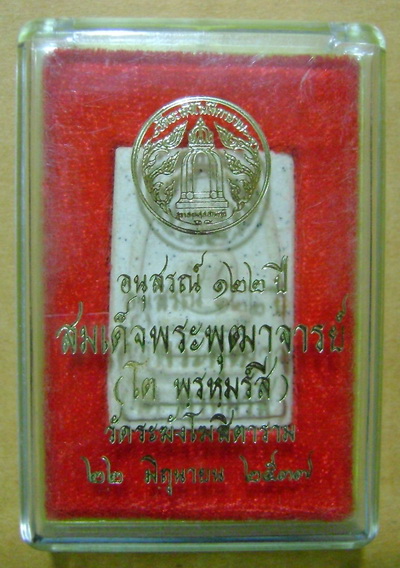 อนุสรณ์ ๑๒๒ ปี
สมเด็จพระพุฒาจารย์
(โต พรหมรังสี)
วัดระฆังโฆสิตาราม
๒๒ มิถุนายน ๒๕๓๗